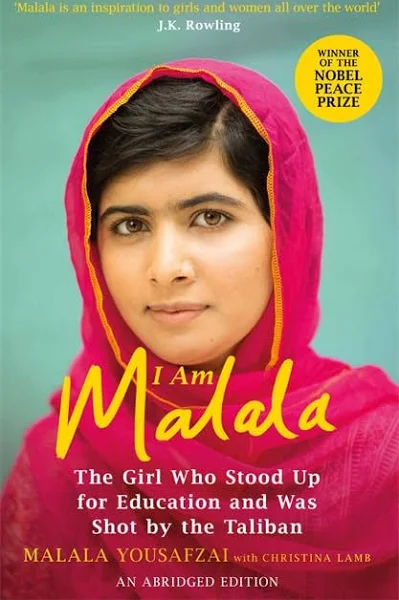 ‘Malala is an inspiration to girls and women all over the world’
J.K. Rowling
WINNER
OF THE
NOBEL
PEACE
PRIZE
I Am
Malala
The Girl Who Stood Up
for Education and Was
Shot by the Taliban
MALALA YOUSAFZAI with CHRISTINA LAMB
AN ABRIDGED EDITION